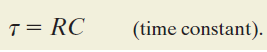 τ = RC (time constant).